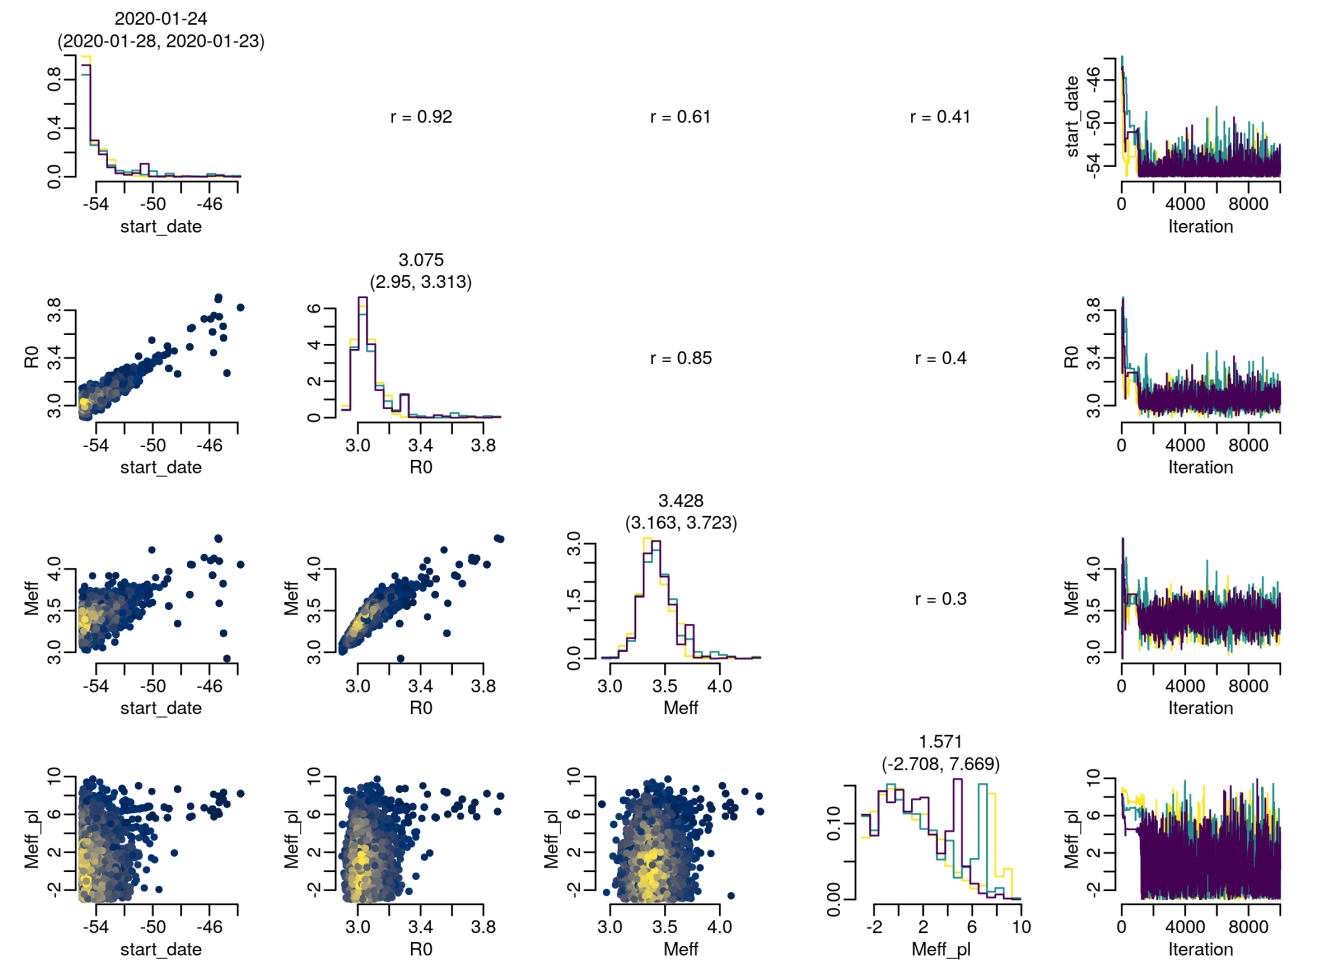 2020-01-24
(2020-01-28, 2020-01-23)
0.0 0.4 0.8
-54 -50 -46
start_date
r = 0.92
r = 0.61
r = 0.41
start_date
-54 -50 -46
0 4000 8000
Iteration
R0
3.0 3.4 3.8
-54 -50 -46
start_date
3.075
(2.95, 3.313)
0 2 4 6
3.0 3.4 3.8
R0
r = 0.85
r = 0.4
R0
3.0 3.4 3.8
0 4000 8000
Iteration
Meff
3.0 3.5 4.0
-54 -50 -46
start_date
Meff
3.0 3.5 4.0
3.0 3.4 3.8
R0
3.428
(3.163, 3.723)
0.0 1.5 3.0
3.0 3.5 4.0
Meff
r = 0.3
Meff
3.0 3.5 4.0
0 4000 8000
Iteration
Meff_pl
-2 2 6 10
-54 -50 -46
start_date
Meff_pl
-2 2 6 10
3.0 3.4 3.8
R0
Meff_pl
-2 2 6 10
3.0 3.5 4.0
Meff
1.571
(-2.708, 7.669)
0.00 0.10
-2 2 6 10
Meff_pl
Meff_pl
-2 2 6 10
0 4000 8000
Iteration